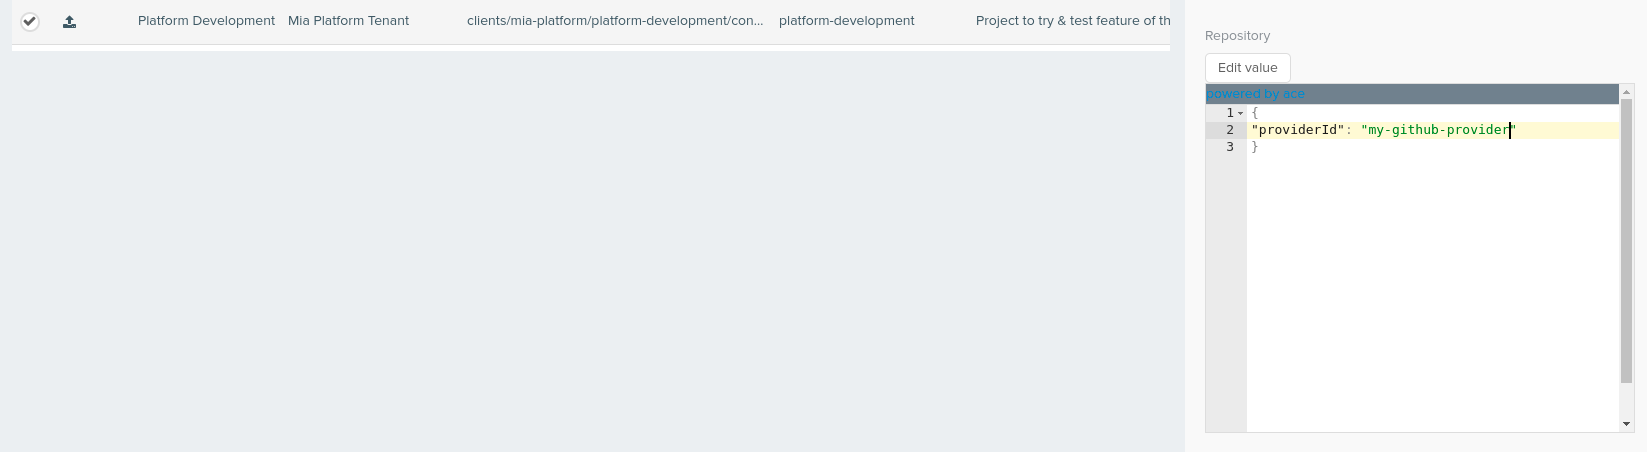 Platform Development Mia Platform Tenant clients/mia-platform/platform-development/con... platform-development Project to try & test feature of th
Repository
Edit value
powered by ace
1 {
2 "providerId": "my-github-provider"
3 }